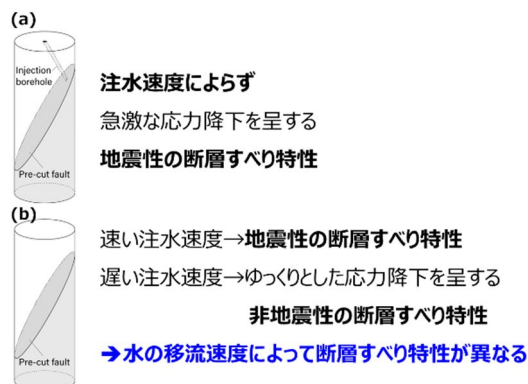 (a)
Injection
borehole
Pre-cut fault
注水速度によらず
急激な応力降下を呈する
地震性の断層すべり特性
(b)
Pre-cut fault
速い注水速度→地震性の断層すべり特性
遅い注水速度→ゆっくりとした応力降下を呈する
非地震性の断層すべり特性
➔水の移流速度によって断層すべり特性が異なる